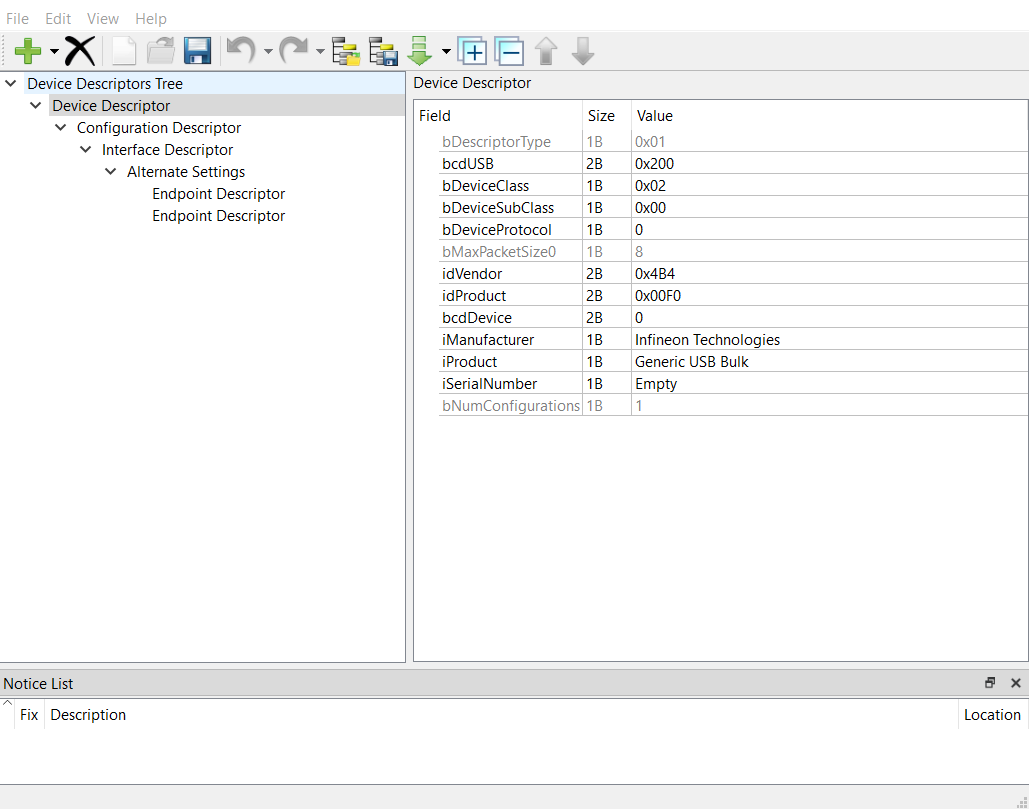 File Edit View Help
Device Descriptors Tree
Device Descriptor
Configuration Descriptor
Interface Descriptor
Alternate Settings
Endpoint Descriptor
Endpoint Descriptor
Device Descriptor
Field Size Value
bDescriptorType 1B 0x01
bcdUSB 2B 0x200
bDeviceClass 1B 0x02
bDeviceSubClass 1B 0x00
bDeviceProtocol 1B 0
bMaxPacketSize0 1B 8
idVendor 2B 0x4B4
idProduct 2B 0x00F0
bcdDevice 2B 0
iManufacturer 1B Infineon Technologies
iProduct 1B Generic USB Bulk
iSerialNumber 1B Empty
bNumConfigurations 1B 1
Notice List
Fix Description Location